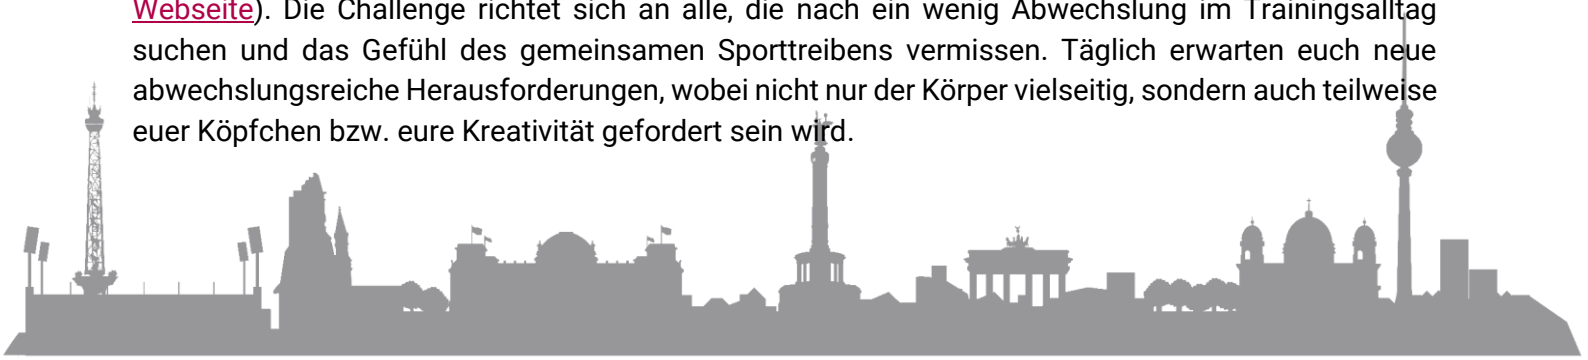 Webseite). Die Challenge richtet sich an alle, die nach ein wenig Abwechslung im Trainingsalltag
suchen und das Gefühl des gemeinsamen Sporttreibens vermissen. Täglich erwarten euch neue
abwechslungsreiche Herausforderungen, wobei nicht nur der Körper vielseitig, sondern auch teilweise
euer Köpfchen bzw. eure Kreativität gefordert sein wird.